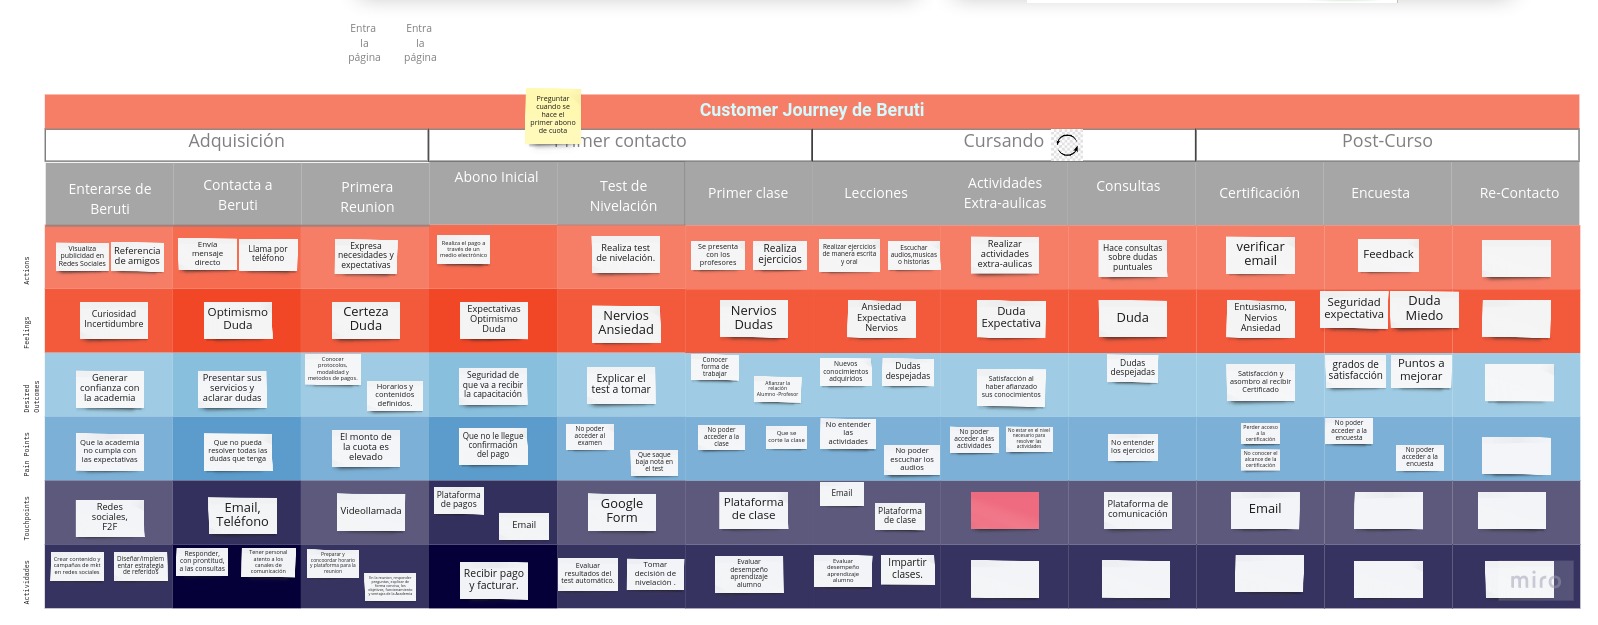 Entra
la
página
Entra
la
página
Customer Journey de Beruti
Preguntar
cuando se
hace el
primer abono
de cuota
Adquisición
Primer contacto
Cursando
Post-Curso
Enterarse de
Beruti
Contacta a
Beruti
Primera
Reunion
Abono Inicial
Test de
Nivelación
Primer clase
Lecciones
Actividades
Extra-aulicas
Consultas
Certificación
Encuesta
Re-Contacto
Actions
Visualiza
publicidad en
Redes Sociales
Referencia
de amigos
Envía
mensaje
directo
Llama por
teléfono
Expresa
necesidades y
expectativas
Realiza el pago a
través de un
medio electrónico
Realiza test
de nivelación.
Se presenta
con los
profesores
Realiza
ejercicios
Realizar ejercicios
de manera escrita
y oral
Escuchar
audios,musicas
o historias
Realizar
actividades
extra-aulicas
Hace consultas
sobre dudas
puntuales
verificar
email
Feedback
Feelings
Curiosidad
Incertidumbre
Optimismo
Duda
Certeza
Duda
Expectativas
Optimismo
Duda
Nervios
Ansiedad
Nervios
Dudas
Ansiedad
Expectativa
Nervios
Duda
Expectativa
Duda
Entusiasmo,
Nervios
Ansiedad
Seguridad
expectativa
Duda
Miedo
Desired
Outcomes
Generar
confianza con
la academia
Presentar sus
servicios y
aclarar dudas
Conocer
protocolos,
modalidad y
metodos de pagos.
Horarios y
contenidos
definidos.
Seguridad de
que va a recibir
la capacitación
Explicar el
test a tomar
Conocer
forma de
trabajar
Afianzar la
relación
Alumno -Profesor
Nuevos
conocimientos
adquiridos
Dudas
despejadas
Satisfacción al
haber afianzado
sus conocimientos
Dudas
despejadas
Satisfacción y
asombro al recibir
Certificado
grados de
satisfacción
Puntos a
mejorar
Pain Points
Que la academia
no cumpla con
las expectativas
Que no pueda
resolver todas las
dudas que tenga
El monto de
la cuota es
elevado
Que no le llegue
confirmación
del pago
No poder
acceder al
examen
Que saque
baja nota en
el test
No poder
acceder a la
clase
Que se
corte la clase
No entender
las
actividades
No poder
escuchar los
audios
No poder
acceder a las
actividades
No estar en el nivel
necesario para
resolver las
actividades
No entender
los ejercicios
Perder acceso
a la
certificación
No conocer el
alcance de la
certificación
No poder
acceder a la
encuesta
No poder
acceder a la
encuesta
Touchpoints
Redes
sociales,
F2F
Email,
Teléfono
Videollamada
Plataforma
de pagos
Email
Google
Form
Plataforma
de clase
Email
Plataforma
de clase
Plataforma de
comunicación
Email
Actividades
Crear contenido y
campañas de mkt
en redes sociales
Diseñar/implem
entar estrategia
de referidos
Responder,
con prontitud,
a las consultas
Tener personal
atento a los
canales de
comunicación
Preparar y
concoordar horario
y plataforma para la
reunion
Recibir pago
y facturar.
Evaluar
resultados del
test automático.
Tomar
decisión de
nivelación .
Evaluar
desempeño
aprendizaje
alumno
Evaluar
desempeño
aprendizaje
alumno
Impartir
clases.
miro